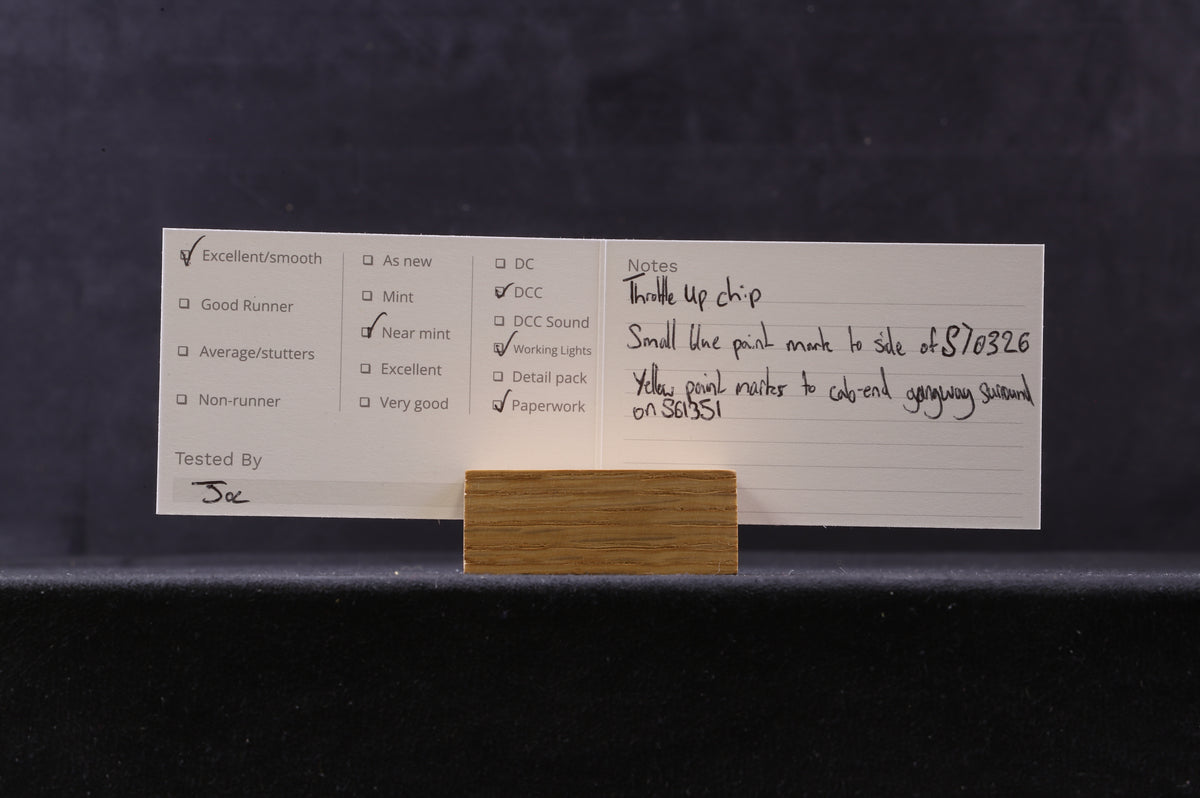 Excellent/smooth
Good Runner
Average/stutters
Non-runner
Tested By
Joe
As new
Mint
Near mint
Excellent
Very good
DC
DCC
DCC Sound
Working Lights
Detail pack
Paperwork
Notes
Throttle Up chip
Small blue paint mark to side of S70326
Yellow paint marks to cab-end gangway surround
on S61351